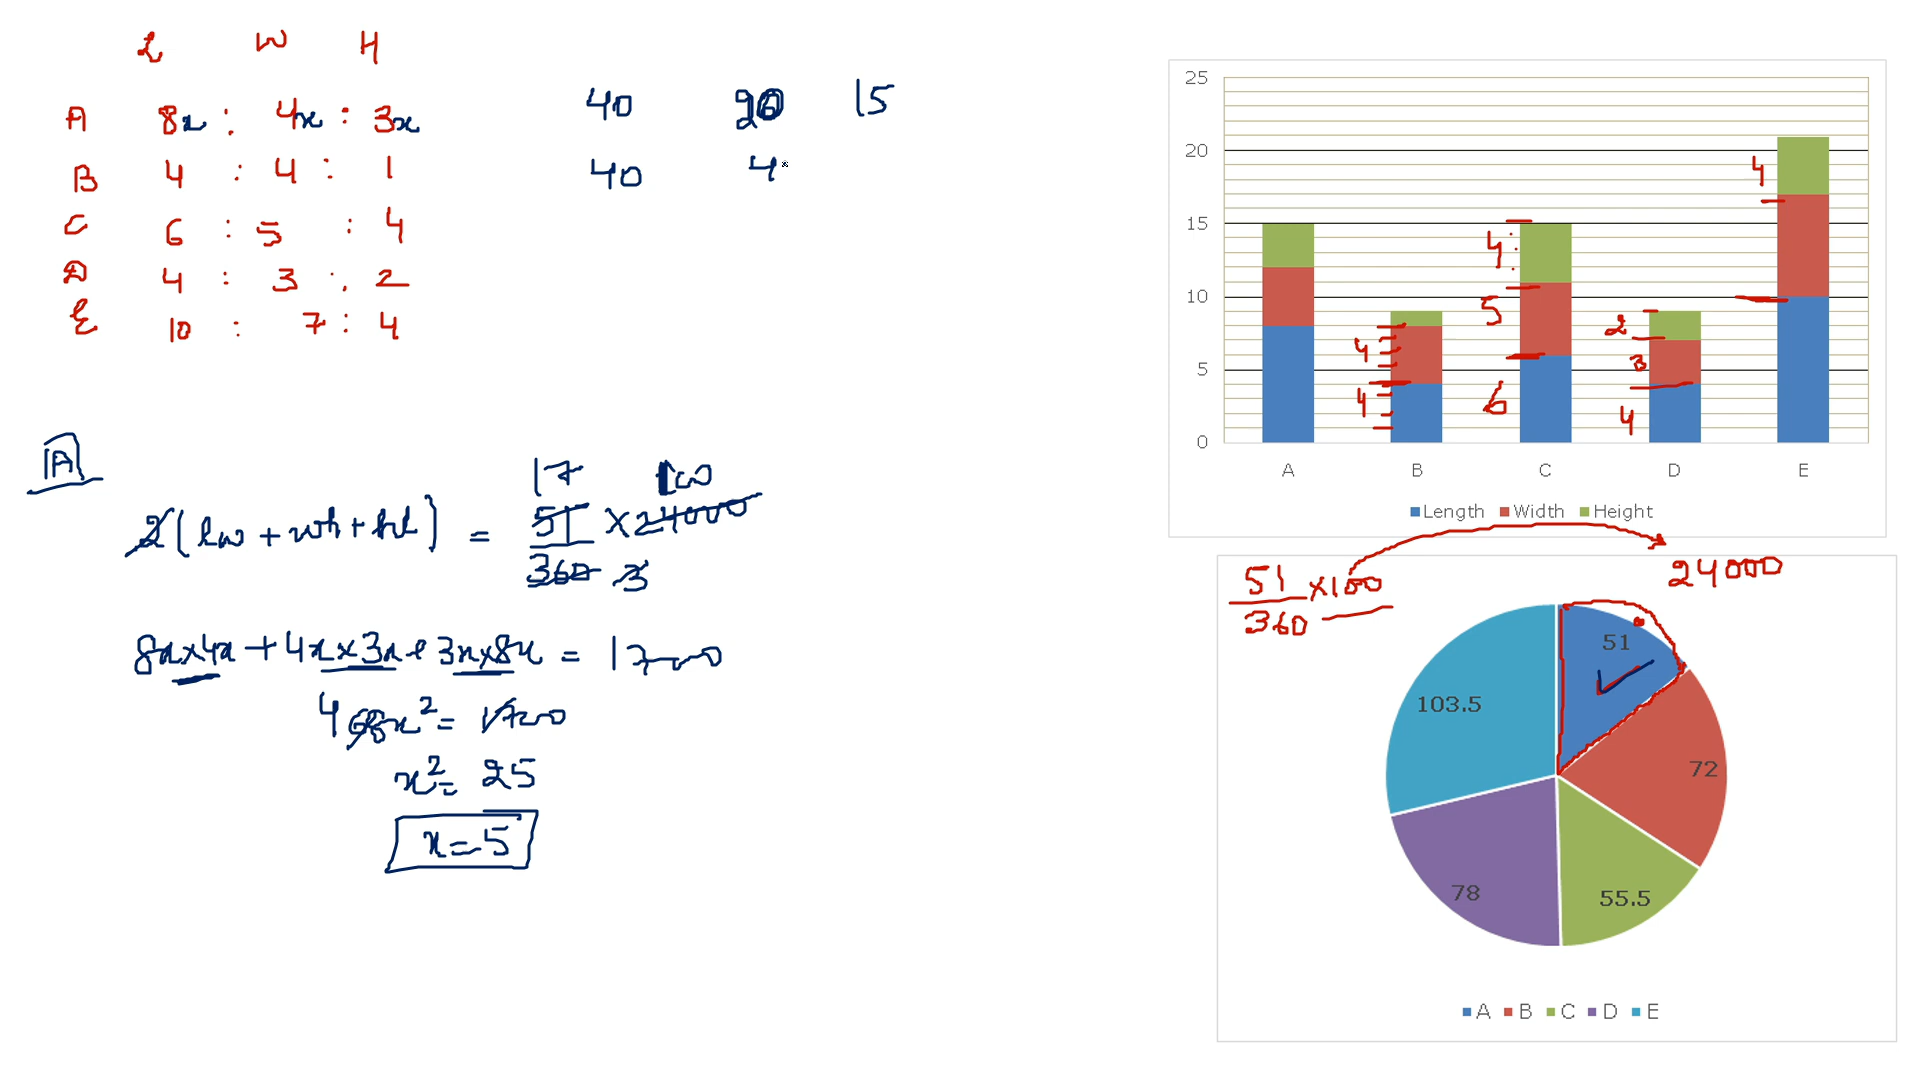 L W H
A 8x : 4x : 3x
B 4 : 4 : 1
C 6 : 5 : 4
D 4 : 3 : 2
E 10 : 7 : 4
40 20 15
40 4
A
2(lw + wh + hl) = 51/360 × 24000
17 100
3
8x×4x + 4x×3x + 3x×8x = 1700
4 68x² = 1700
x² = 25
x = 5
25
20
15
10
5
0
4
4
4
5
6
2
3
4
4
A B C D E
Length Width Height
51/360 × 100
24000
51
72
55.5
78
103.5
A B C D E